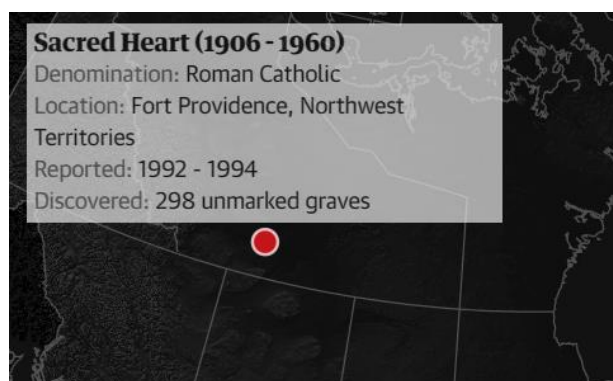 Sacred Heart (1906 - 1960)
Denomination: Roman Catholic
Location: Fort Providence, Northwest
Territories
Reported: 1992 - 1994
Discovered: 298 unmarked graves